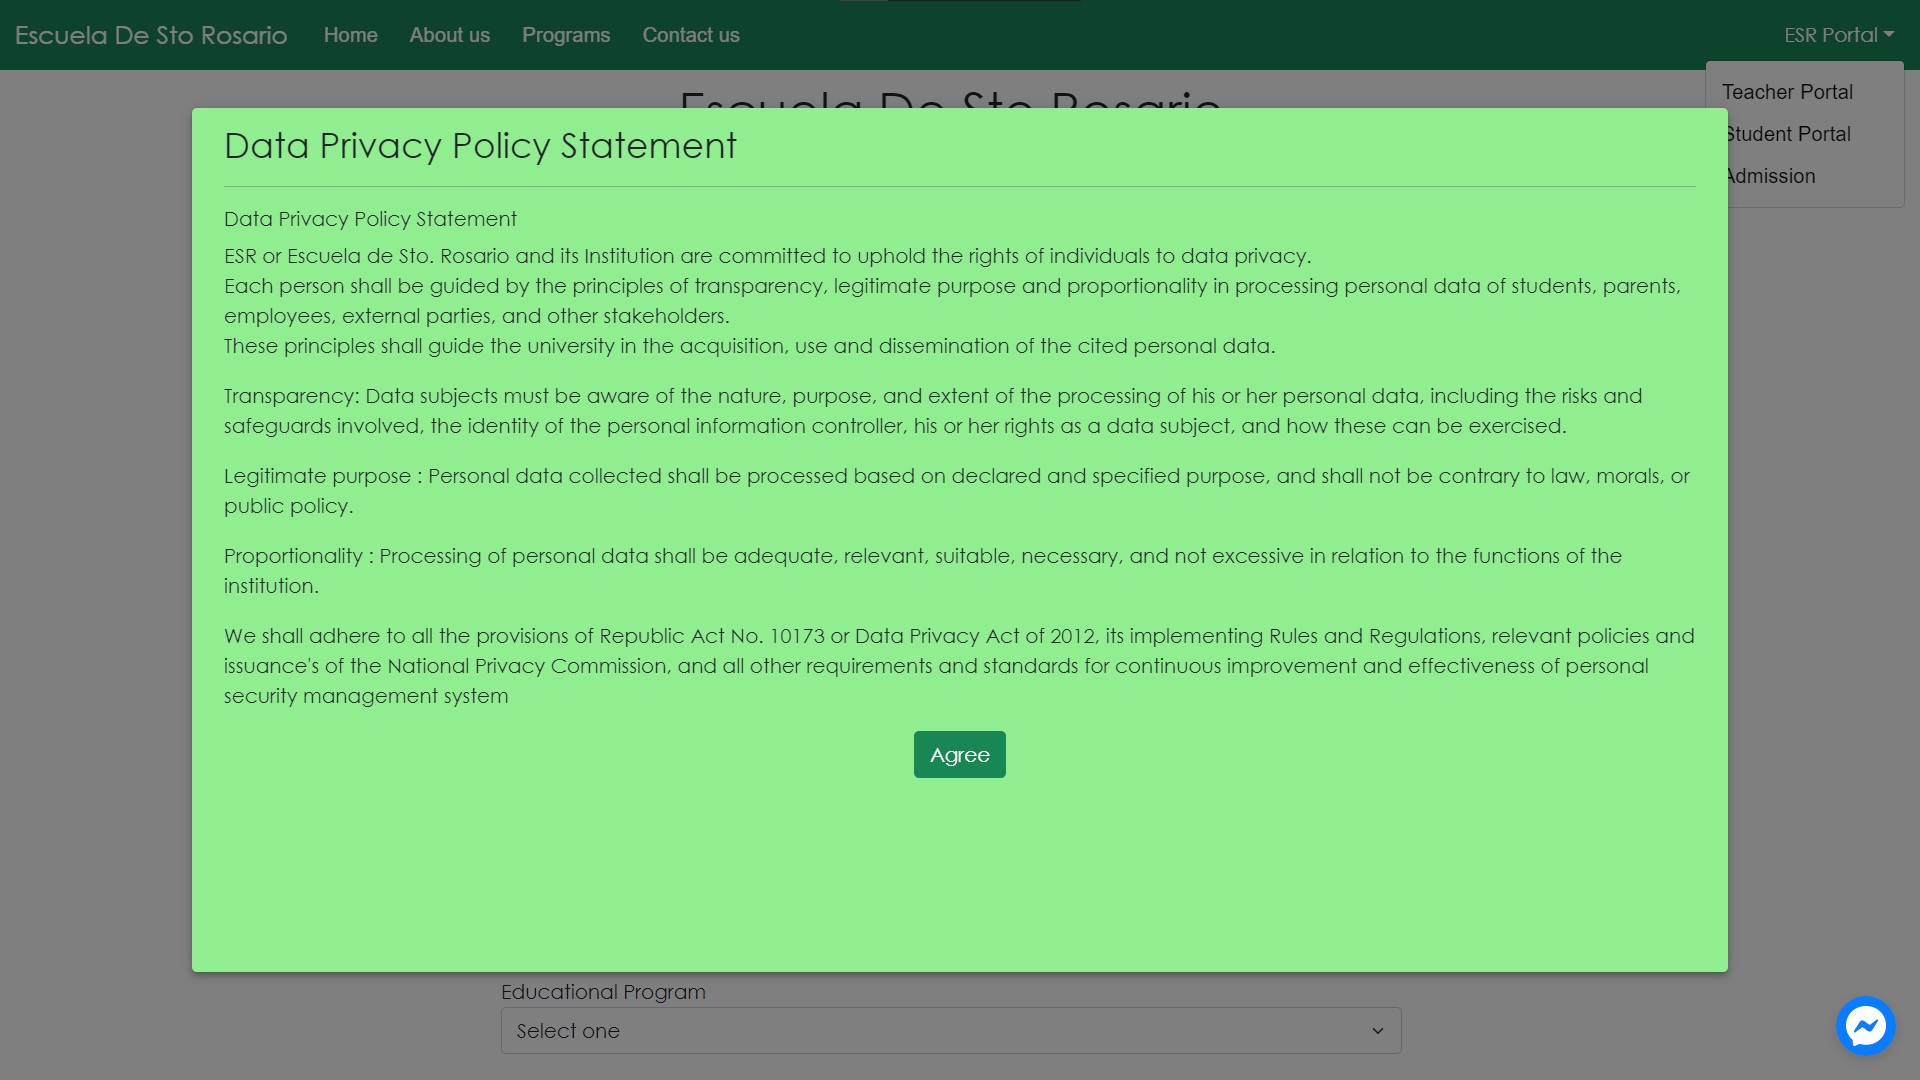 Escuela De Sto Rosario Home About us Programs Contact us ESR Portal
Teacher Portal
Student Portal
Admission
Escuela De Sto Rosario
Data Privacy Policy Statement
Data Privacy Policy Statement
ESR or Escuela de Sto. Rosario and its Institution are committed to uphold the rights of individuals to data privacy.
Each person shall be guided by the principles of transparency, legitimate purpose and proportionality in processing personal data of students, parents,
employees, external parties, and other stakeholders.
These principles shall guide the university in the acquisition, use and dissemination of the cited personal data.
Transparency: Data subjects must be aware of the nature, purpose, and extent of the processing of his or her personal data, including the risks and
safeguards involved, the identity of the personal information controller, his or her rights as a data subject, and how these can be exercised.
Legitimate purpose : Personal data collected shall be processed based on declared and specified purpose, and shall not be contrary to law, morals, or
public policy.
Proportionality : Processing of personal data shall be adequate, relevant, suitable, necessary, and not excessive in relation to the functions of the
institution.
We shall adhere to all the provisions of Republic Act No. 10173 or Data Privacy Act of 2012, its implementing Rules and Regulations, relevant policies and
issuance's of the National Privacy Commission, and all other requirements and standards for continuous improvement and effectiveness of personal
security management system
Agree
Educational Program
Select one